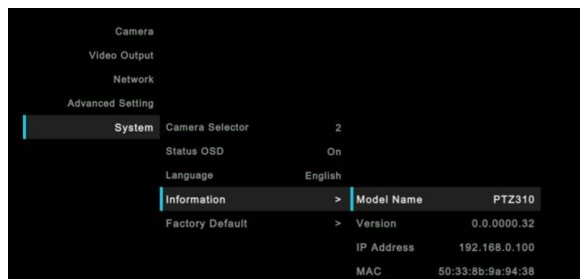 Camera
Video Output
Network
Advanced Setting
System Camera Selector 2
Status OSD On
Language English
Information > Model Name PTZ310
Factory Default > Version 0.0.0000.32
IP Address 192.168.0.100
MAC 50:33:8b:9a:94:38